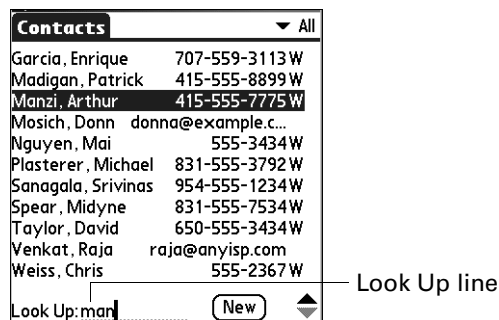 Contacts All
Garcia, Enrique 707-559-3113 W
Madigan, Patrick 415-555-8899 W
Manzi, Arthur 415-555-7775 W
Mosich, Donn donna@example.c...
Nguyen, Mai 555-3434 W
Plasterer, Michael 831-555-3792 W
Sanagala, Srivinas 954-555-1234 W
Spear, Midyne 831-555-7534 W
Taylor, David 650-555-3434 W
Venkat, Raja raja@anyisp.com
Weiss, Chris 555-2367 W
Look Up: man New
Look Up line